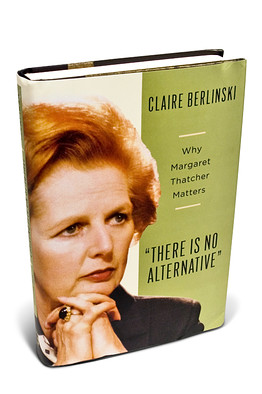 CLAIRE BERLINSKI
Why
Margaret
Thatcher
Matters
"THERE IS NO
ALTERNATIVE"